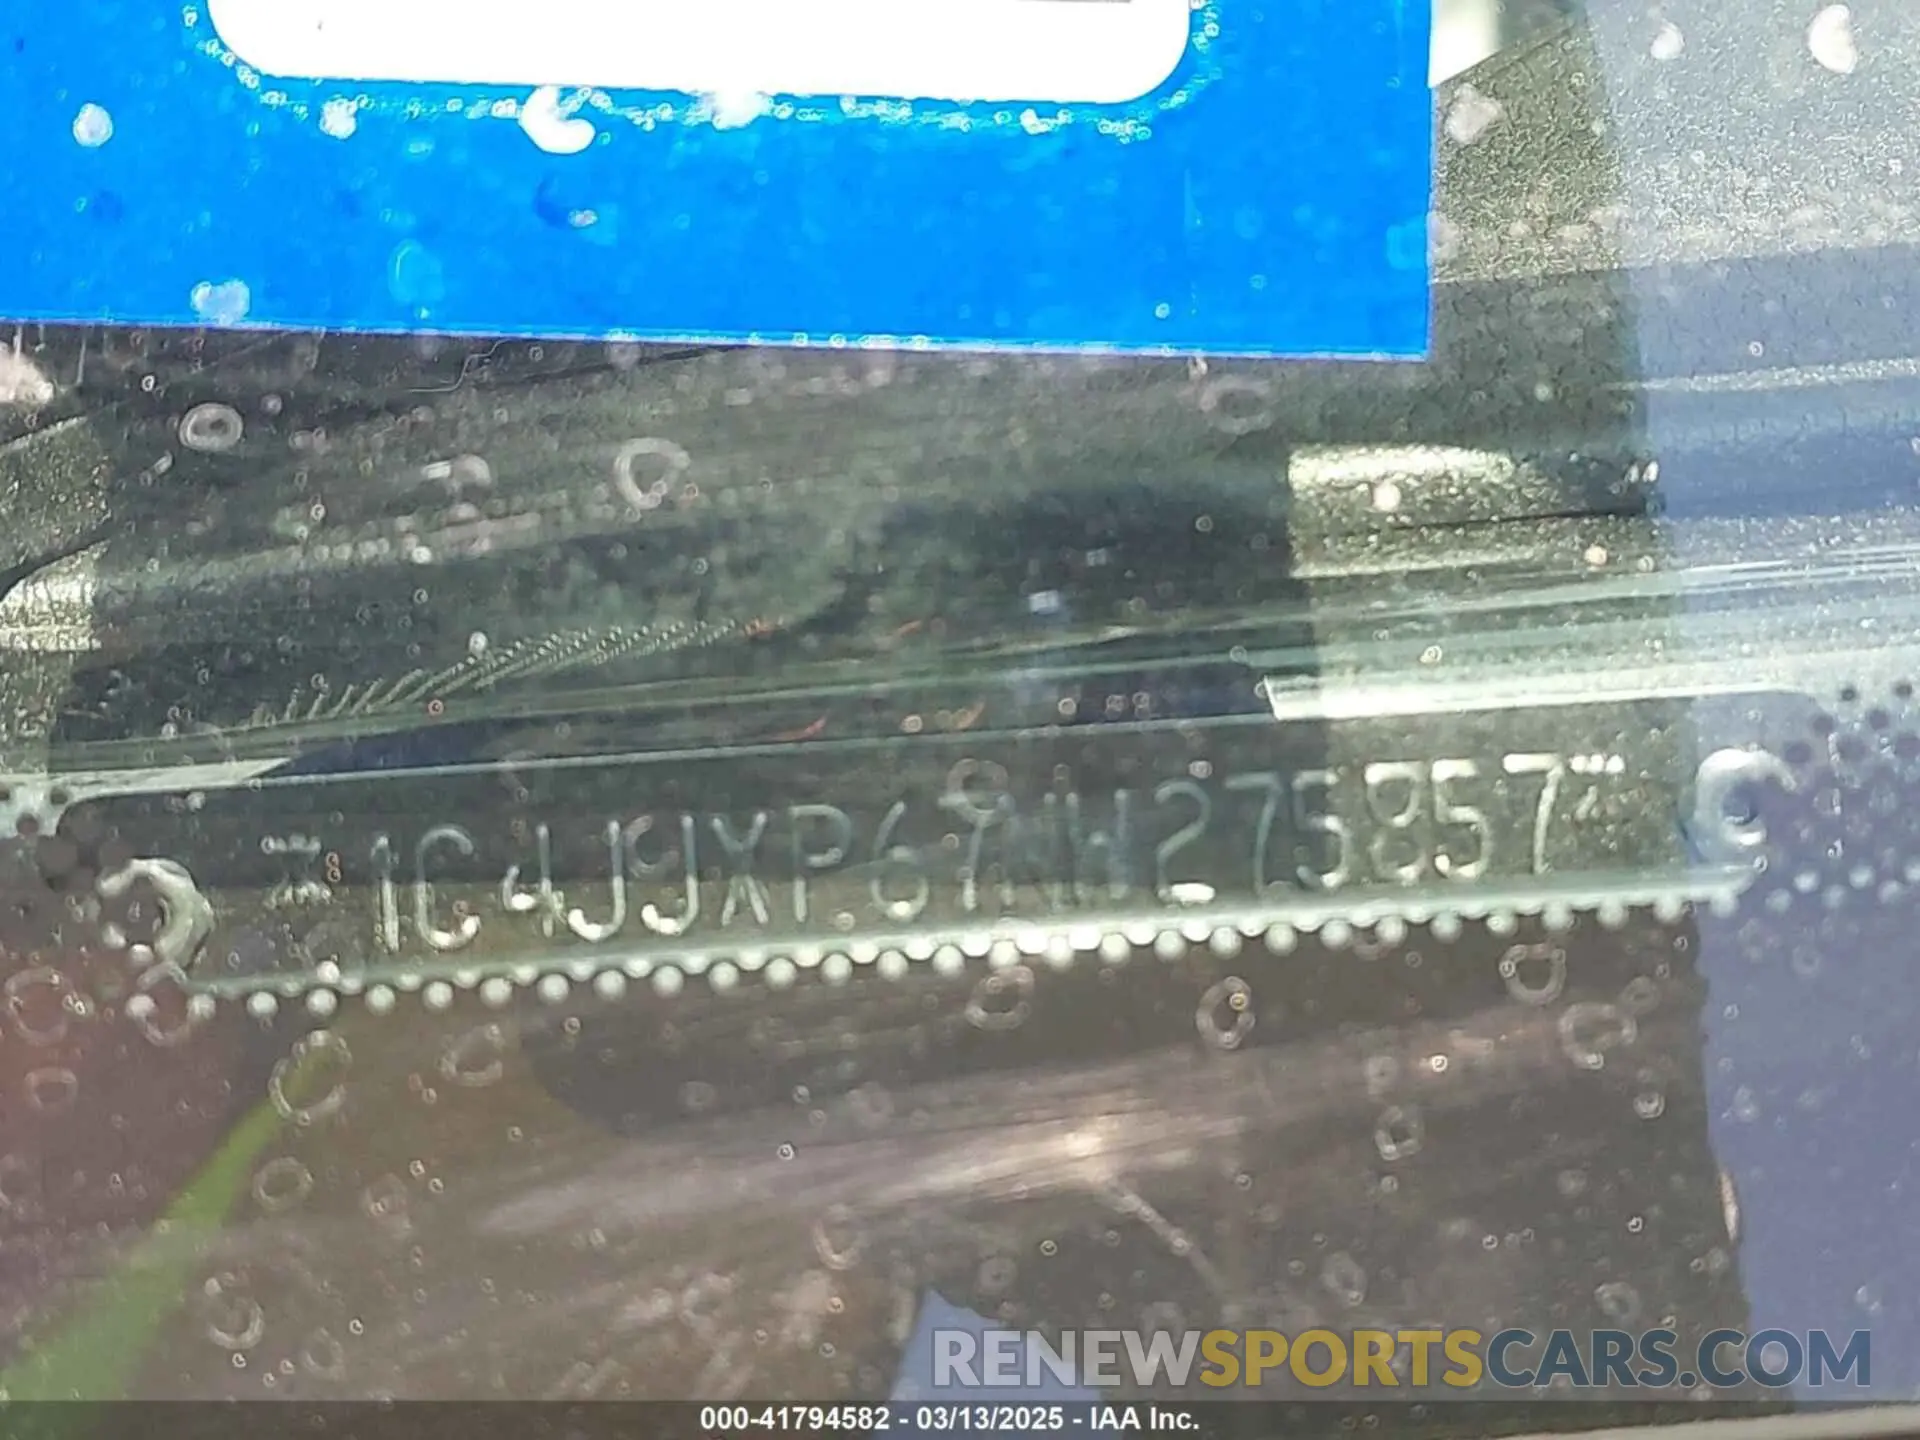 *1C4JJXP67NW275857*
RENEWSPORTSCARS.COM
000-41794582 - 03/13/2025 - IAA Inc.